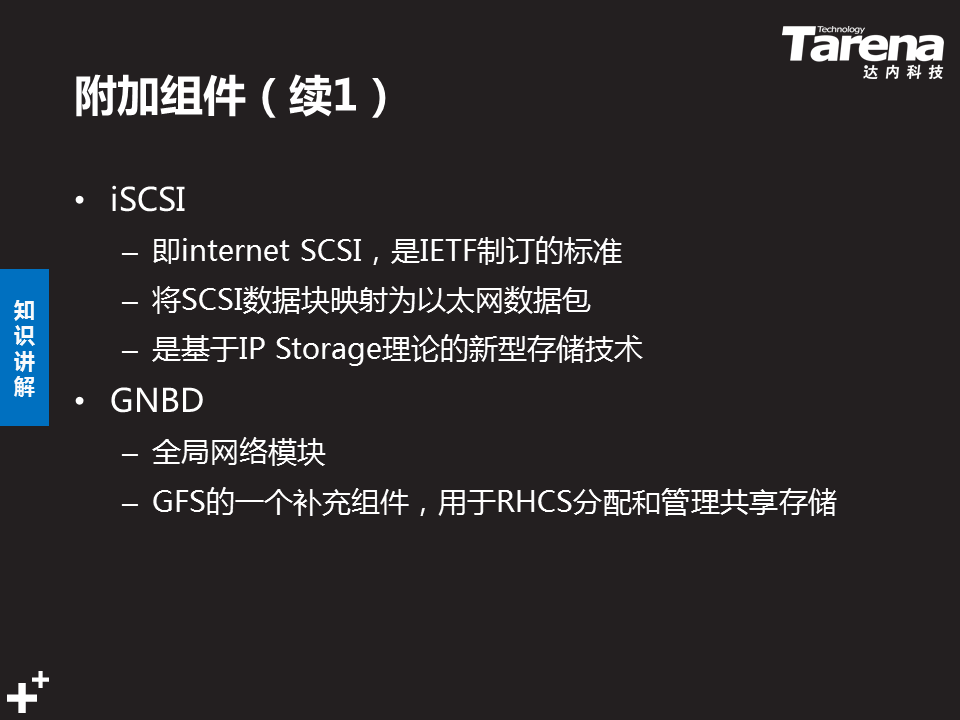 Technology
Tarena
达内科技
附加组件（续1）
• iSCSI
– 即internet SCSI，是IETF制订的标准
– 将SCSI数据块映射为以太网数据包
– 是基于IP Storage理论的新型存储技术
• GNBD
– 全局网络模块
– GFS的一个补充组件，用于RHCS分配和管理共享存储
知识讲解